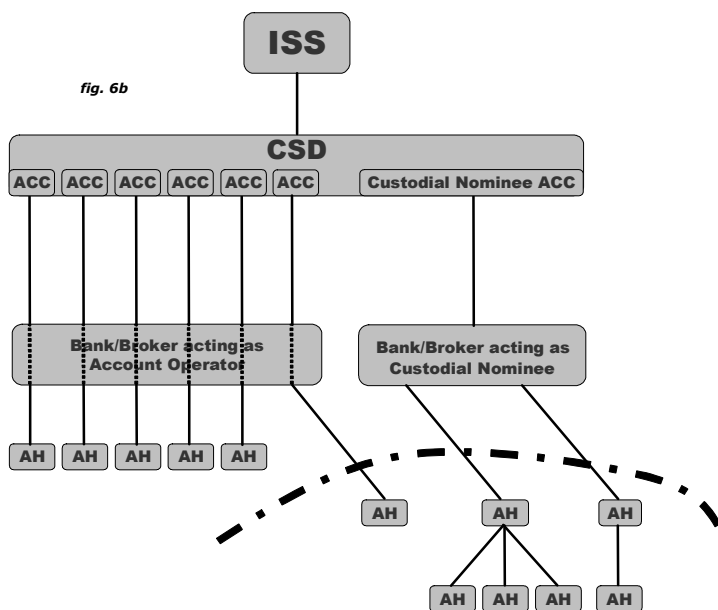 ISS
fig. 6b
CSD
ACC ACC ACC ACC ACC ACC Custodial Nominee ACC
Bank/Broker acting as
Account Operator
Bank/Broker acting as
Custodial Nominee
AH AH AH AH AH
AH AH AH
AH AH AH AH